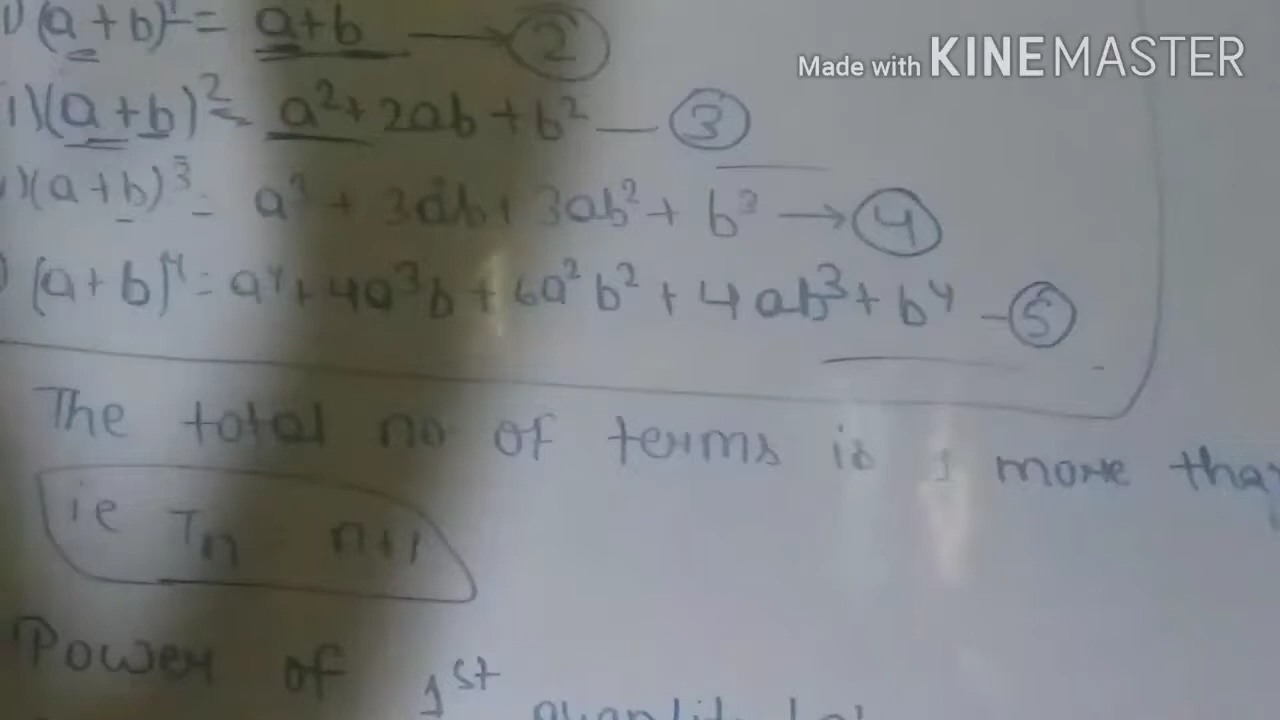 ) (a+b)¹ = a+b → 2
Made with KINEMASTER
i) (a+b)² = a² + 2ab + b² — 3
) (a+b)³ = a³ + 3a²b + 3ab² + b³ → 4
) (a+b)⁴ = a⁴ + 4a³b + 6a²b² + 4ab³ + b⁴ – 5
The total no of terms is 1 more than
ie Tn = n+1
Power of 1st